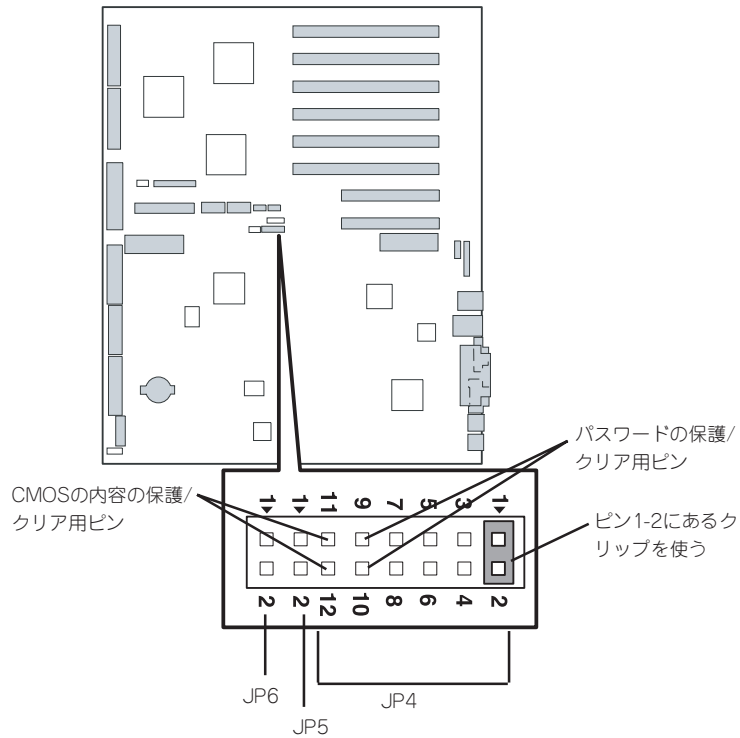 パスワードの保護/
クリア用ピン
CMOSの内容の保護/
クリア用ピン
ピン1-2にあるク
リップを使う
1 1 11 9 7 5 3 1
2 2 12 10 8 6 4 2
JP6
JP5
JP4